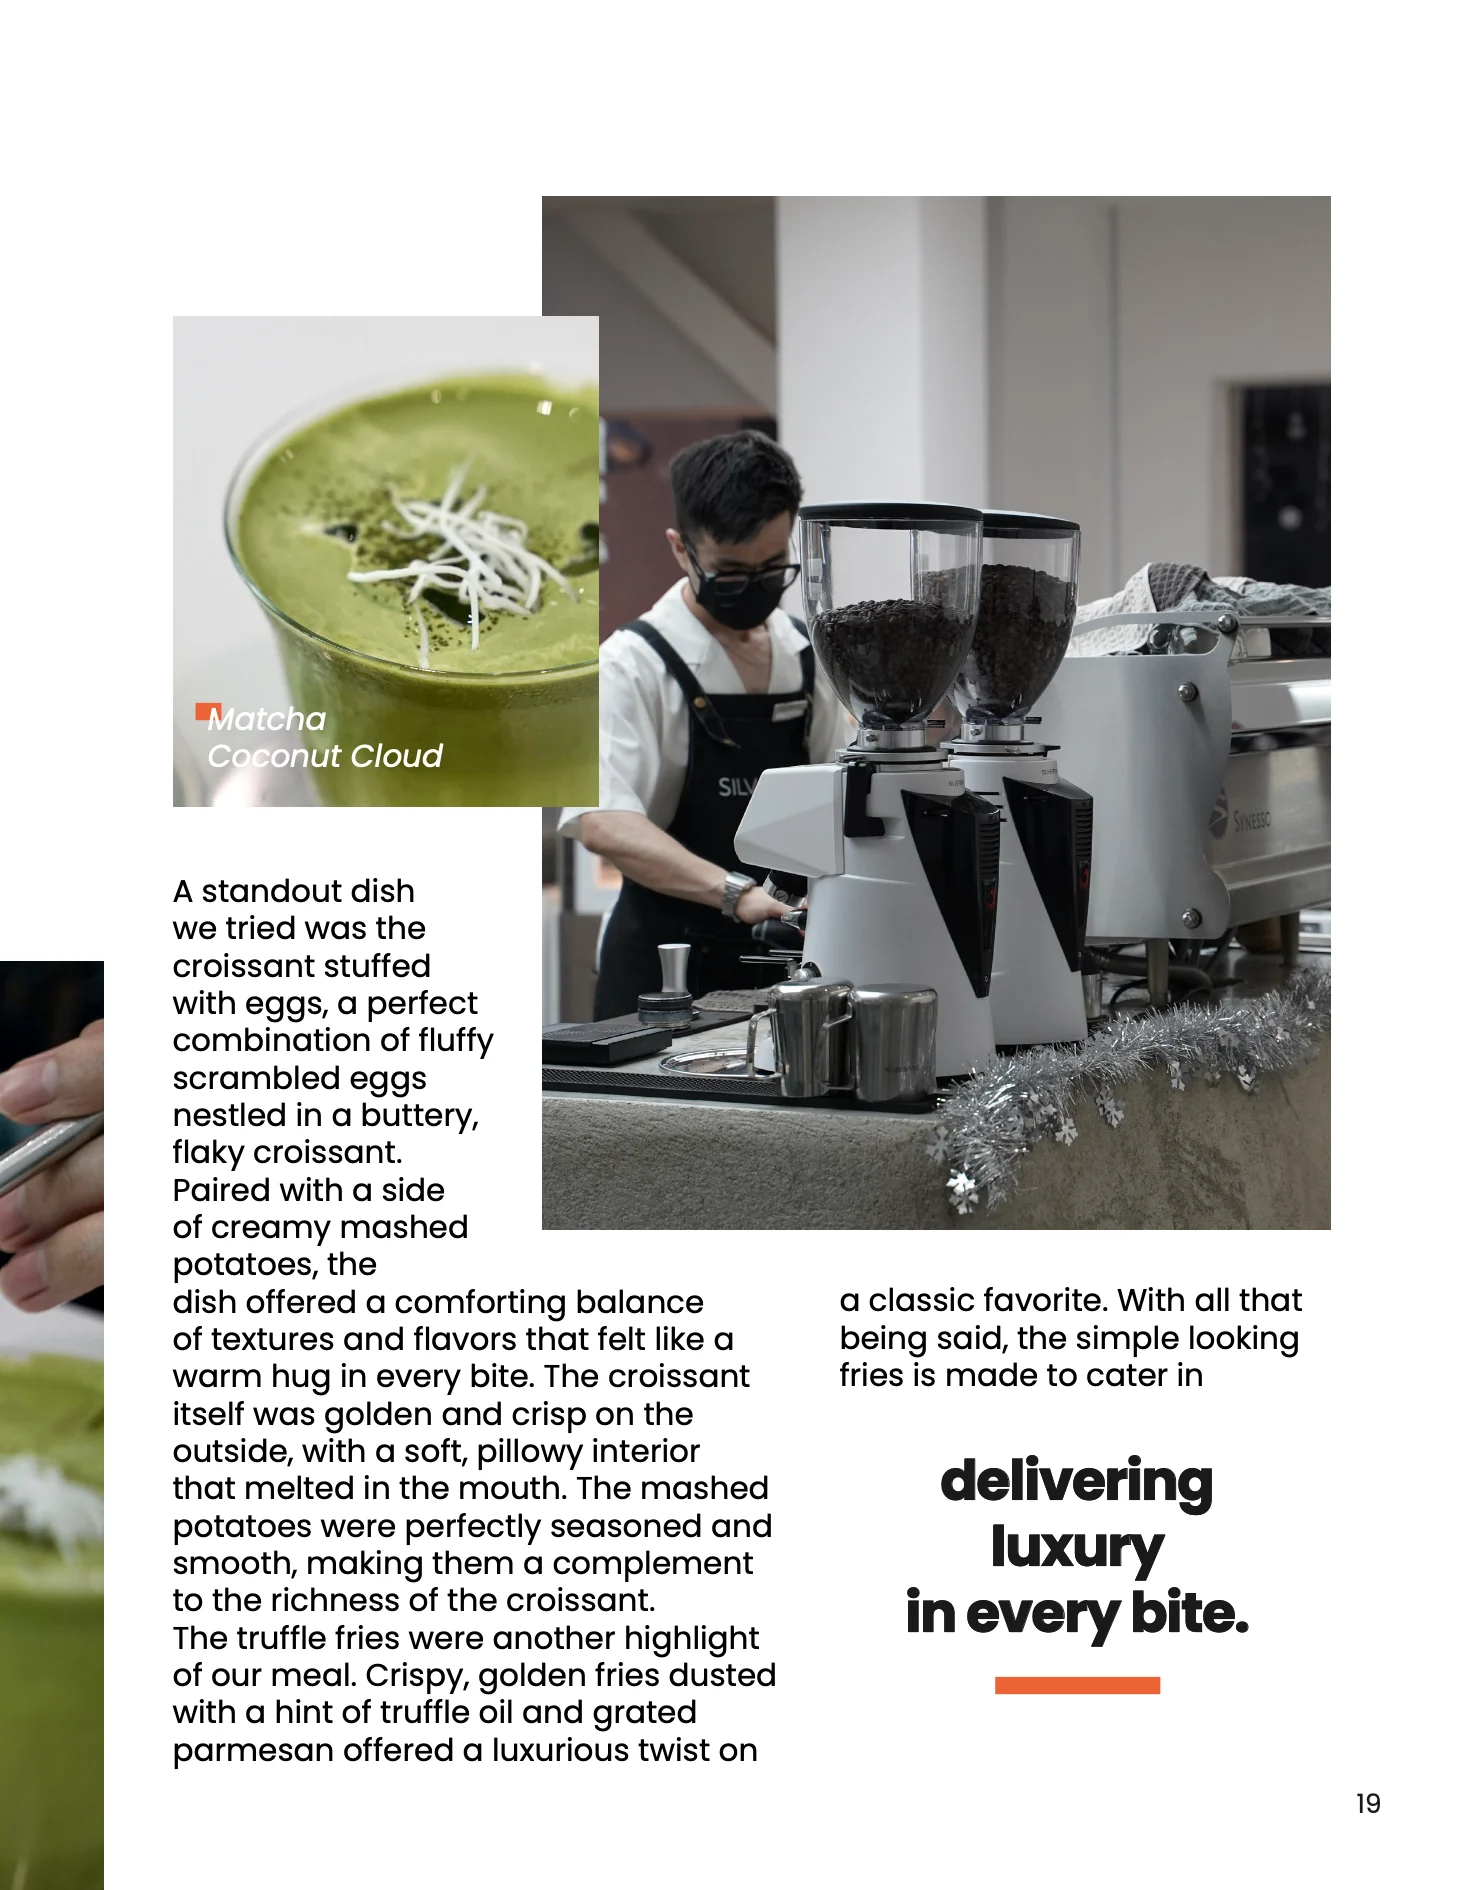 Matcha
Coconut Cloud
SILV
SYNESSO
A standout dish
we tried was the
croissant stuffed
with eggs, a perfect
combination of fluffy
scrambled eggs
nestled in a buttery,
flaky croissant.
Paired with a side
of creamy mashed
potatoes, the
dish offered a comforting balance
of textures and flavors that felt like a
warm hug in every bite. The croissant
itself was golden and crisp on the
outside, with a soft, pillowy interior
that melted in the mouth. The mashed
potatoes were perfectly seasoned and
smooth, making them a complement
to the richness of the croissant.
The truffle fries were another highlight
of our meal. Crispy, golden fries dusted
with a hint of truffle oil and grated
parmesan offered a luxurious twist on
a classic favorite. With all that
being said, the simple looking
fries is made to cater in
delivering
luxury
in every bite.
19